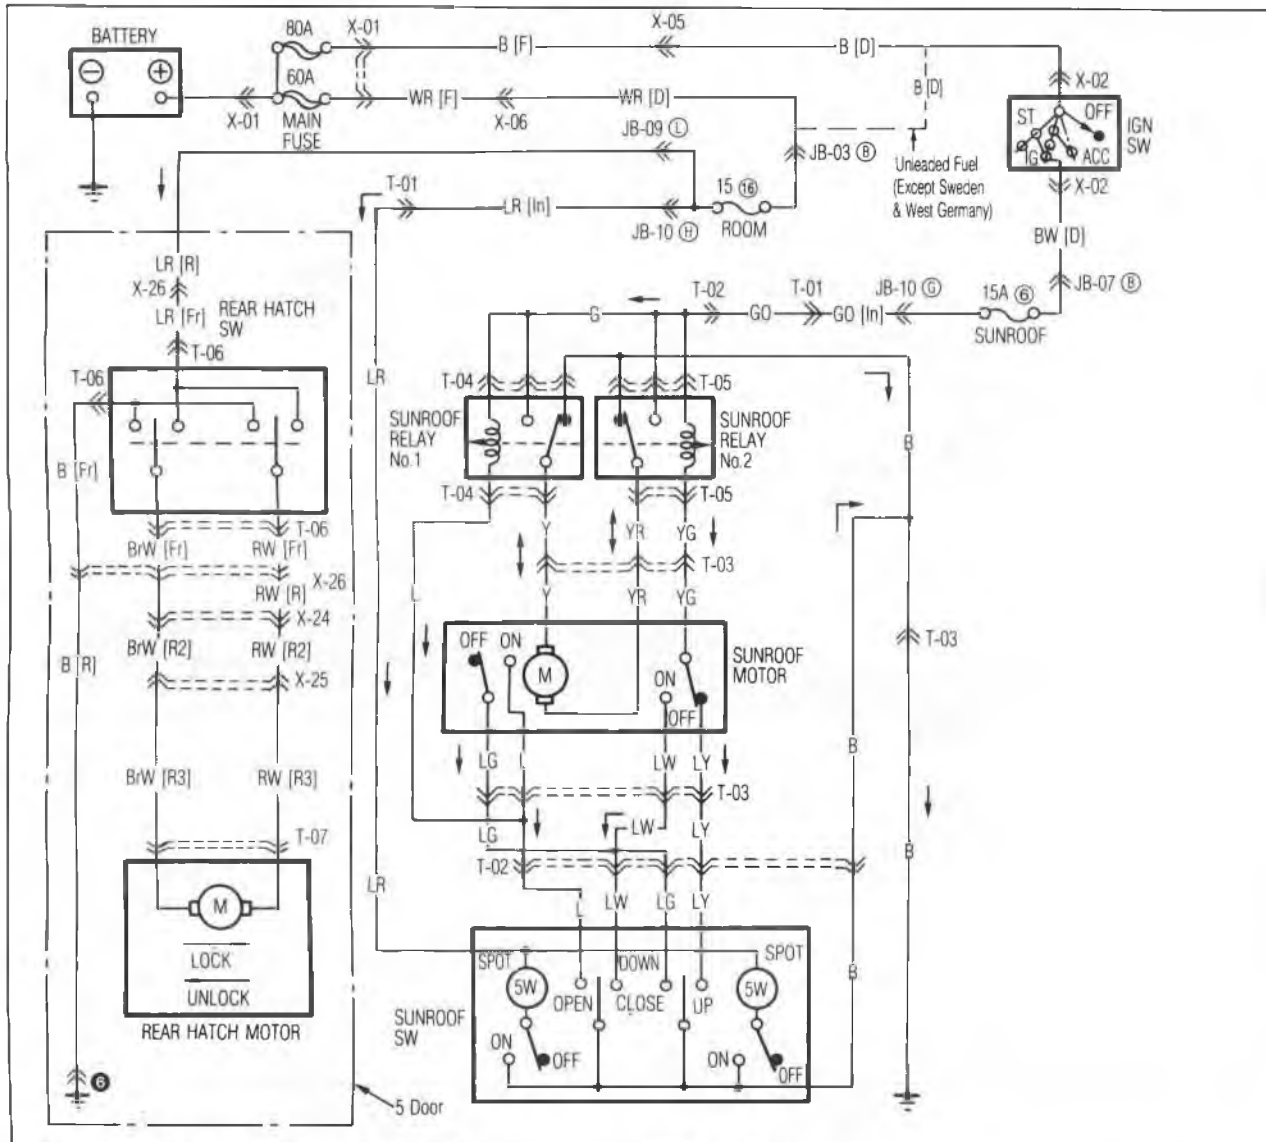 BATTERY
80A
X-01
B [F]
X-05
B [D]
60A
X-01
MAIN
FUSE
WR [F]
X-06
WR [D]
B [D]
X-02
ST
OFF
IG
ACC
IGN
SW
X-02
JB-09 (L)
JB-03 (B)
Unleaded Fuel
(Except Sweden
& West Germany)
T-01
LR [In]
15 (16)
JB-10 (H)
ROOM
BW [D]
LR [R]
X-26
LR [Fr]
REAR HATCH
SW
T-06
T-02
T-01
JB-10 (G)
15A (6)
JB-07 (B)
G
GO
GO [In]
SUNROOF
T-06
LR
T-04
T-05
SUNROOF
RELAY
No.1
SUNROOF
RELAY
No.2
B
B [Fr]
T-04
T-05
T-06
BrW [Fr]
RW [Fr]
Y
YR
YG
T-03
X-26
RW [R]
L
Y
YR
YG
X-24
BrW [R2]
RW [R2]
B [R]
X-25
OFF
ON
M
ON
OFF
SUNROOF
MOTOR
T-03
B
BrW [R3]
RW [R3]
LG
L
LW
LY
T-03
T-07
LG
LW
LY
T-02
B
LR
L
LW
LG
LY
M
LOCK
UNLOCK
REAR HATCH MOTOR
SPOT
DOWN
SPOT
5W
OPEN
CLOSE
UP
5W
B
SUNROOF
SW
ON
OFF
ON
OFF
6
5 Door